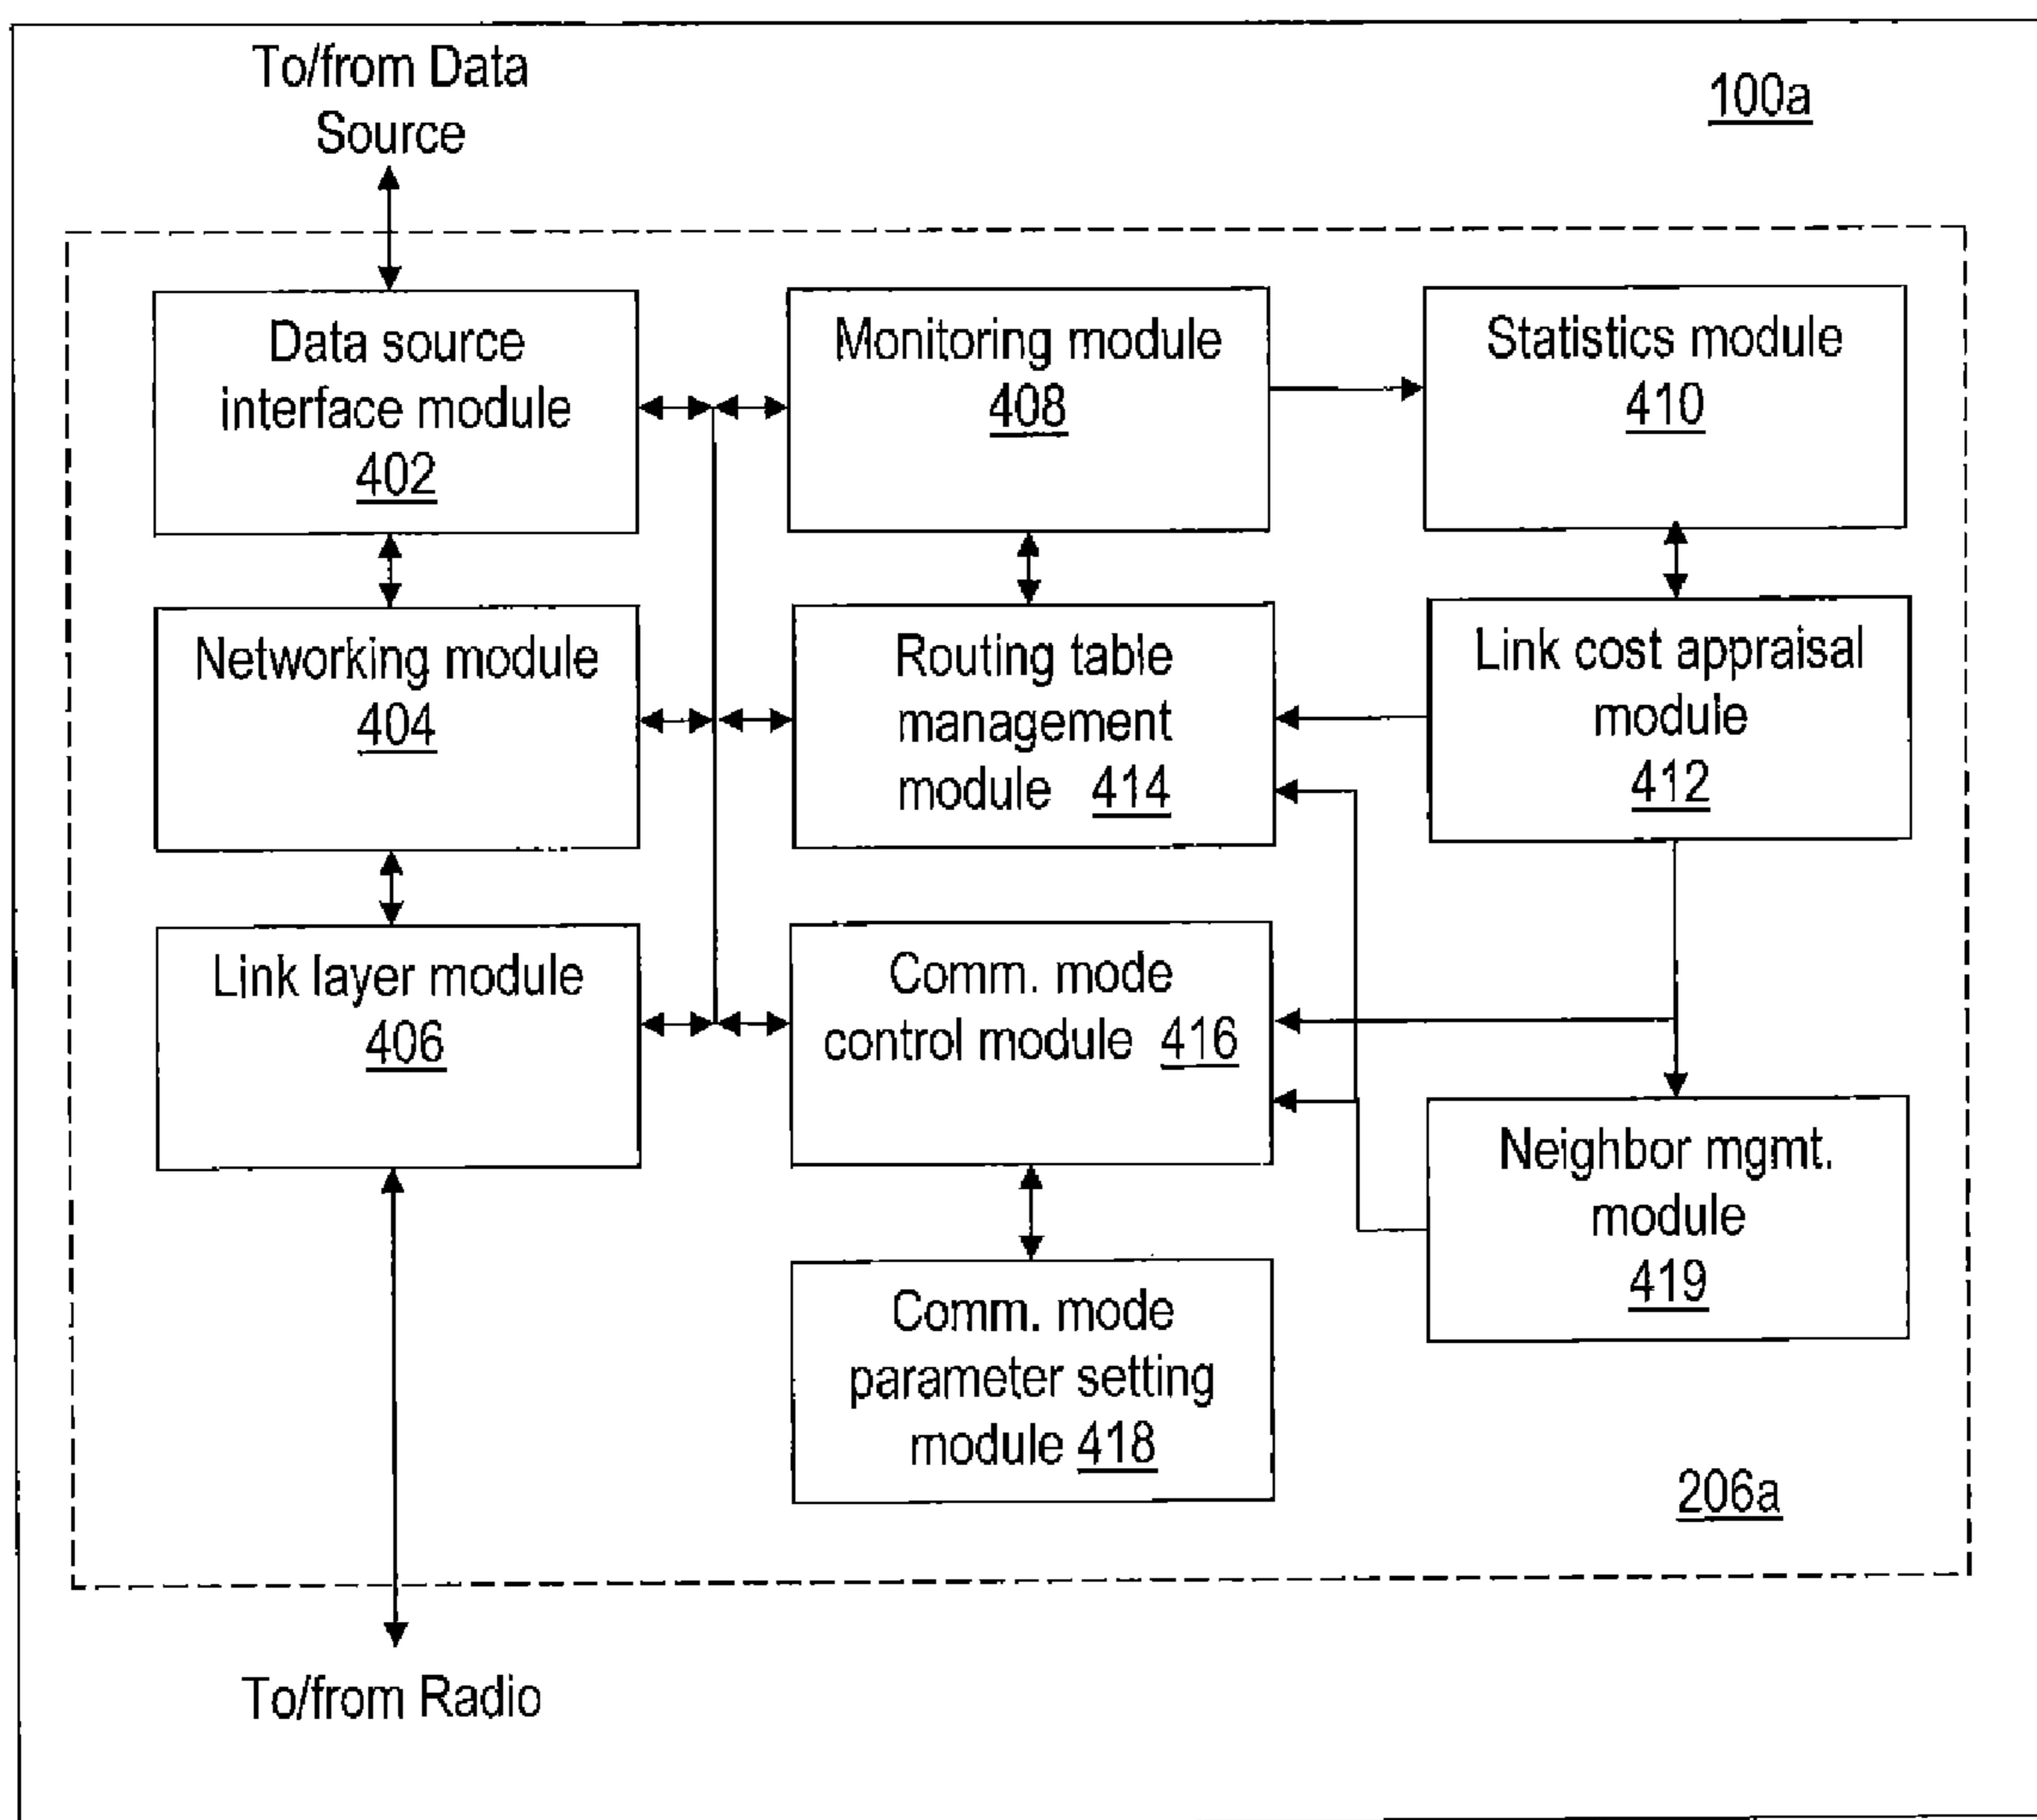 To/from Data
Source
100a
Data source
interface module
402
Monitoring module
408
Statistics module
410
Networking module
404
Routing table
management
module 414
Link cost appraisal
module
412
Link layer module
406
Comm. mode
control module 416
Neighbor mgmt.
module
419
Comm. mode
parameter setting
module 418
206a
To/from Radio